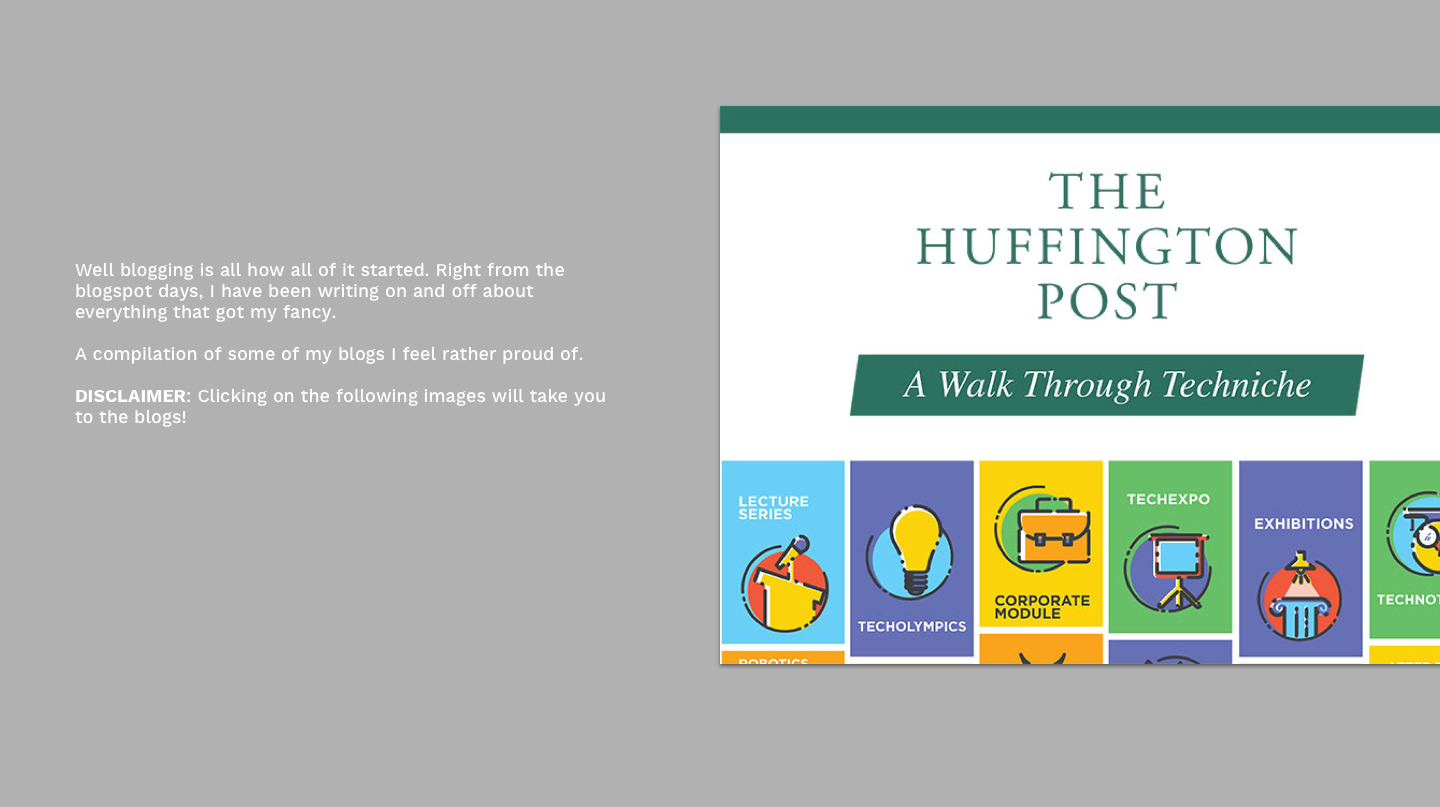 Well blogging is all how all of it started. Right from the
blogspot days, I have been writing on and off about
everything that got my fancy.
A compilation of some of my blogs I feel rather proud of.
DISCLAIMER: Clicking on the following images will take you
to the blogs!
THE
HUFFINGTON
POST
A Walk Through Techniche
LECTURE
SERIES
TECHOLYMPICS
CORPORATE
MODULE
TECHEXPO
EXHIBITIONS
TECHNOT
ROBOTICS